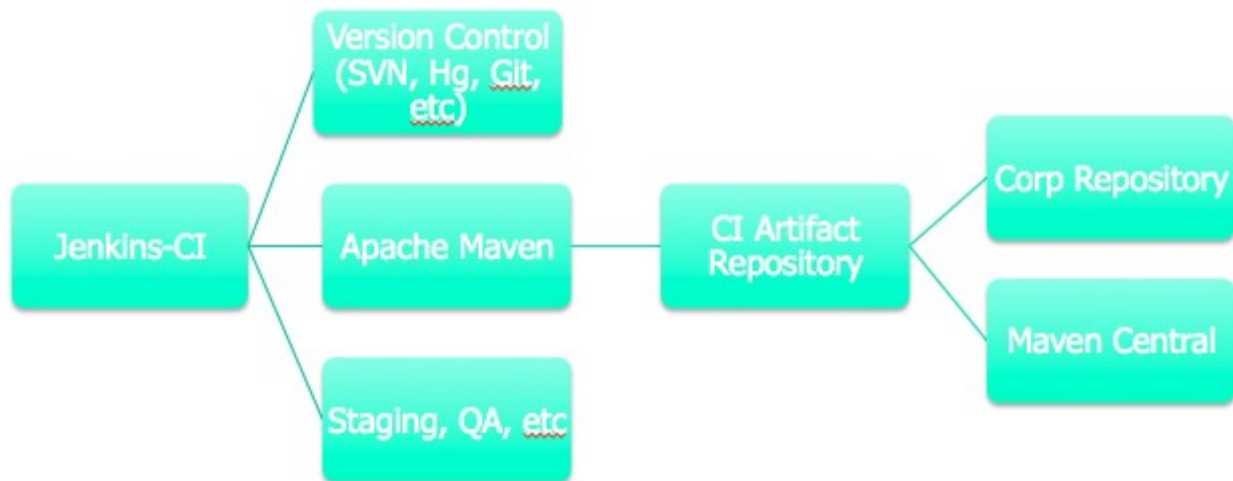 Version Control
(SVN, Hg, Git,
etc)
Jenkins-CI
Apache Maven
Staging, QA, etc
CI Artifact
Repository
Corp Repository
Maven Central